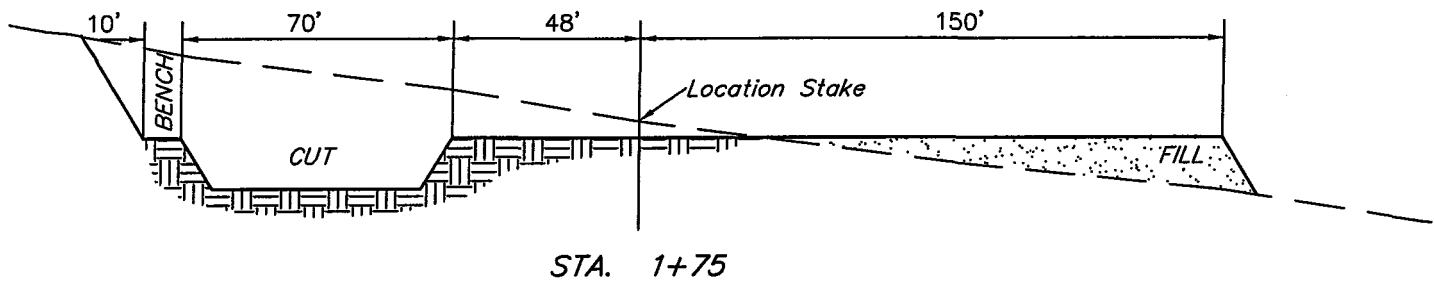 10' 70' 48' 150'
BENCH
Location Stake
CUT
FILL
STA. 1+75